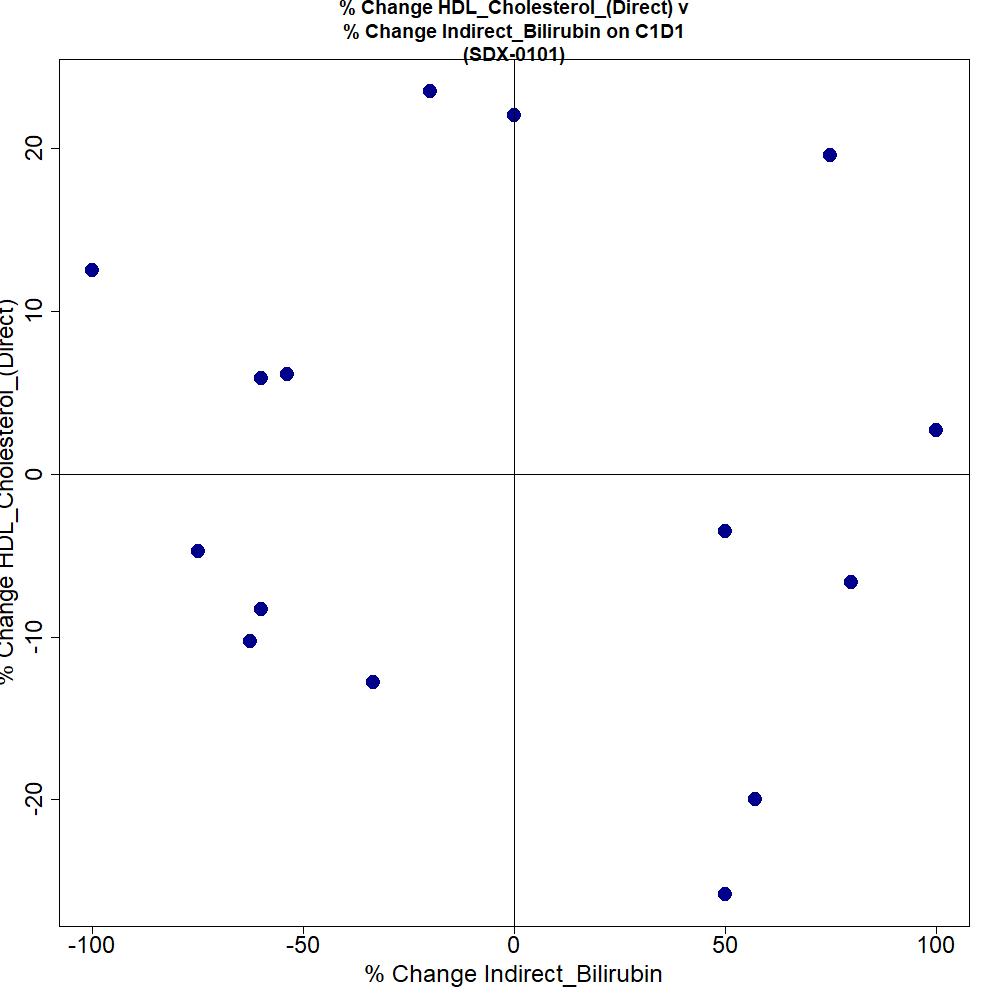 % Change HDL_Cholesterol_(Direct) v
% Change Indirect_Bilirubin on C1D1
(SDX-0101)
% Change HDL_Cholesterol_(Direct)
20
10
0
-10
-20
-100
-50
0
50
100
% Change Indirect_Bilirubin